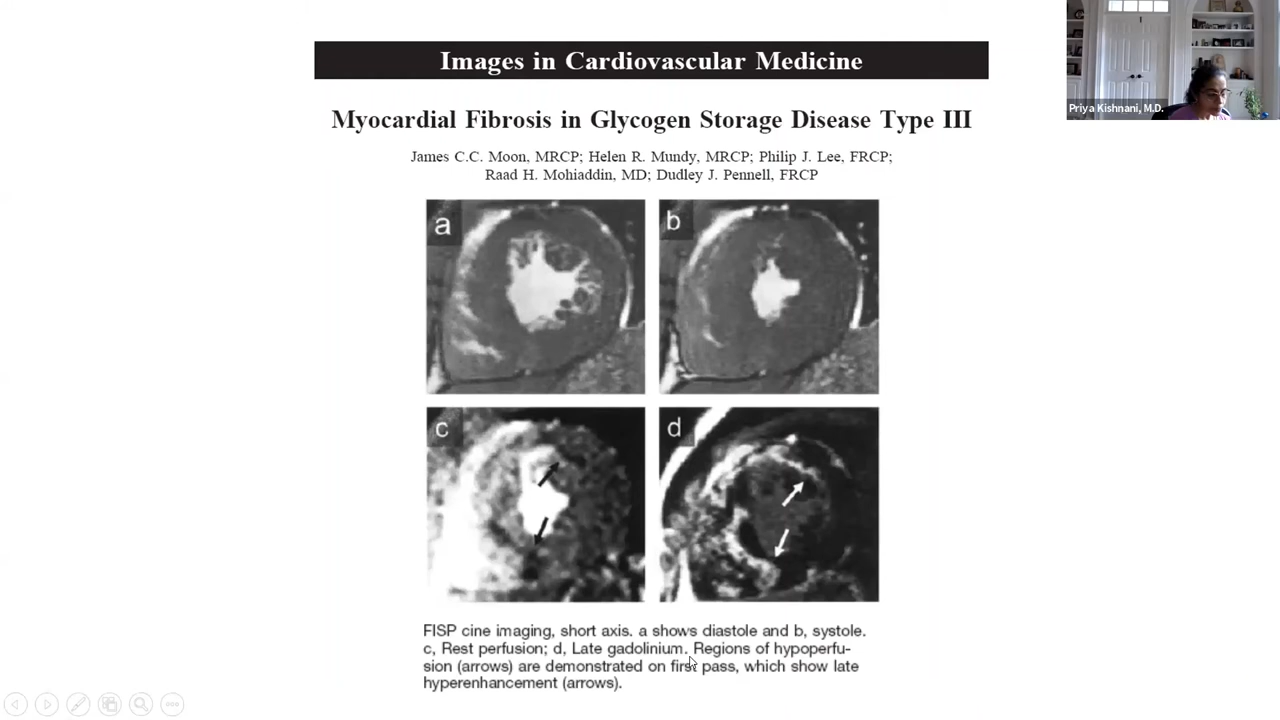 Images in Cardiovascular Medicine
Myocardial Fibrosis in Glycogen Storage Disease Type III
James C.C. Moon, MRCP; Helen R. Mundy, MRCP; Philip J. Lee, FRCP;
Raad H. Mohiaddin, MD; Dudley J. Pennell, FRCP
a
b
c
d
FISP cine imaging, short axis. a shows diastole and b, systole.
c, Rest perfusion; d, Late gadolinium. Regions of hypoperfu-
sion (arrows) are demonstrated on first pass, which show late
hyperenhancement (arrows).
Priya Kishnani, M.D.